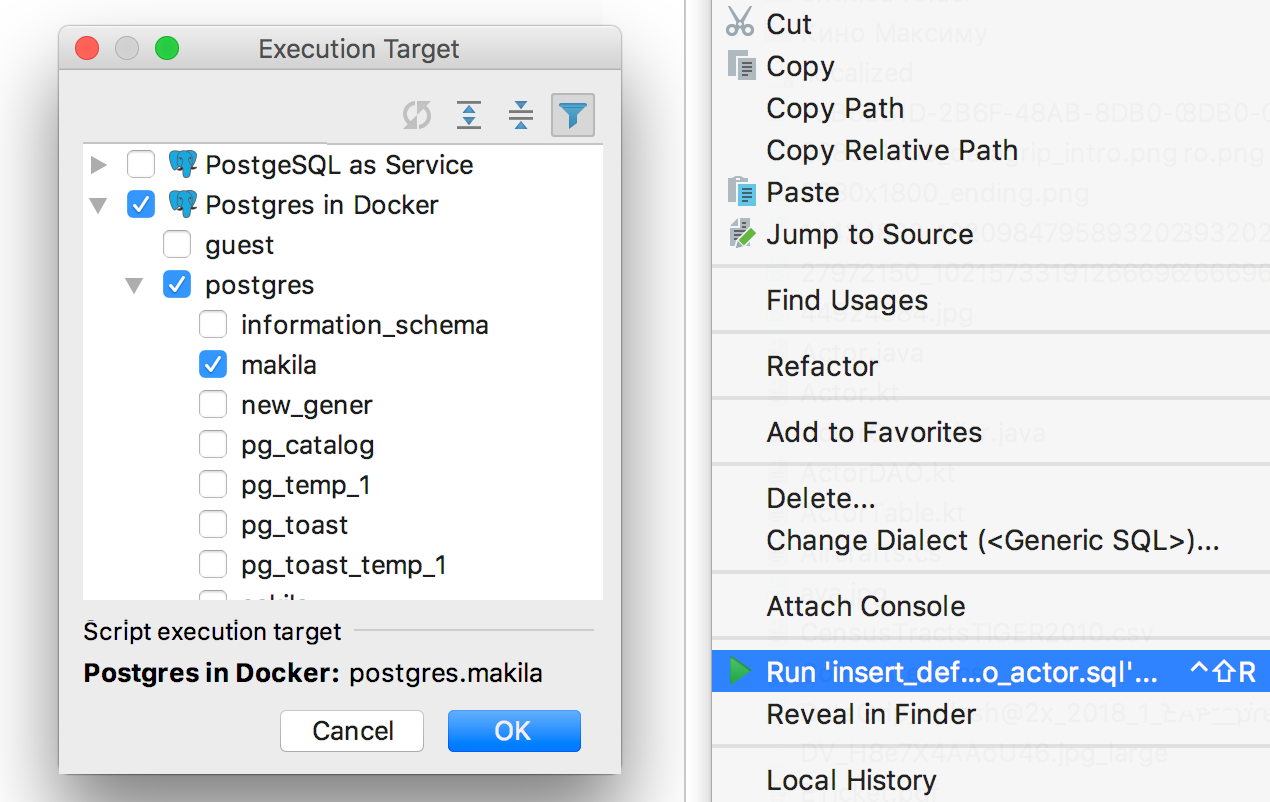 Execution Target
PostgeSQL as Service
Postgres in Docker
guest
postgres
information_schema
makila
new_gener
pg_catalog
pg_temp_1
pg_toast
pg_toast_temp_1
Script execution target
Postgres in Docker: postgres.makila
Cancel
OK
Cut
Copy
Copy Path
Copy Relative Path
Paste
Jump to Source
Find Usages
Refactor
Add to Favorites
Delete...
Change Dialect (<Generic SQL>)...
Attach Console
Run 'insert_def...o_actor.sql'... ^⇧R
Reveal in Finder
Local History